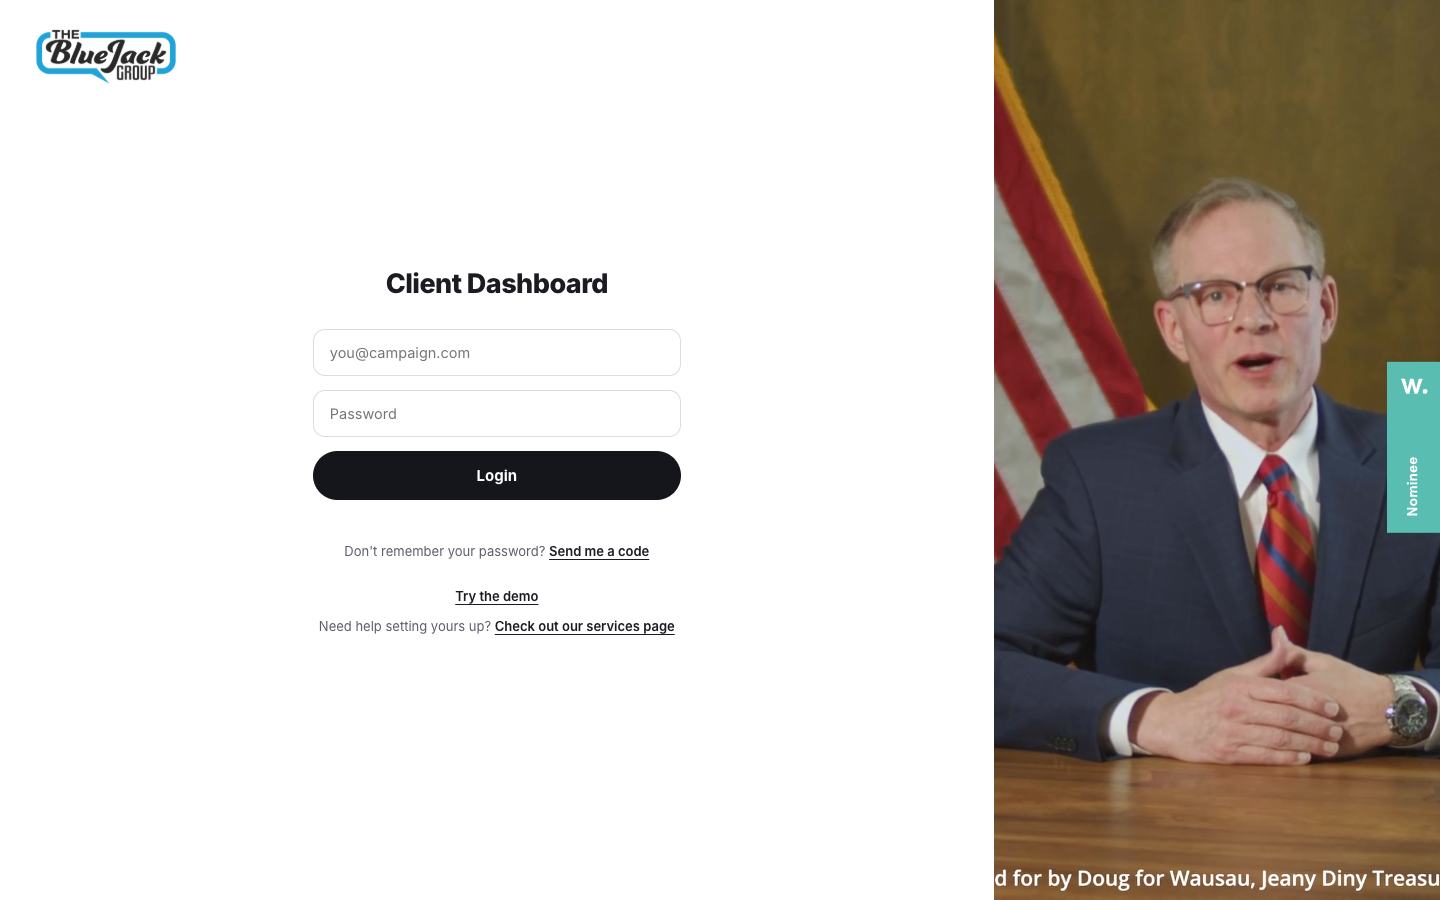 THE
BlueJack
GROUP
Client Dashboard
you@campaign.com
Password
Login
Don't remember your password? Send me a code
Try the demo
Need help setting yours up? Check out our services page
W.
Nominee
d for by Doug for Wausau, Jeany Diny Treasu